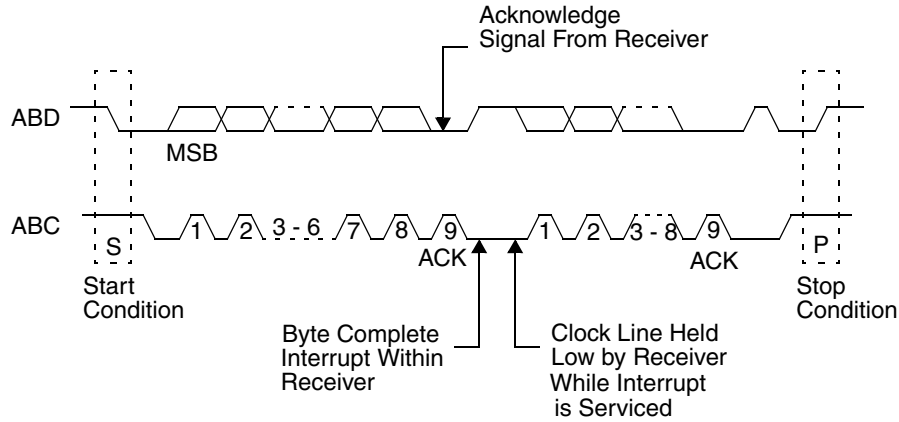 Acknowledge
Signal From Receiver
ABD
MSB
ABC
S
1
2
3 - 6
7
8
9
ACK
1
2
3 - 8
9
ACK
P
Start
Condition
Stop
Condition
Byte Complete
Interrupt Within
Receiver
Clock Line Held
Low by Receiver
While Interrupt
is Serviced